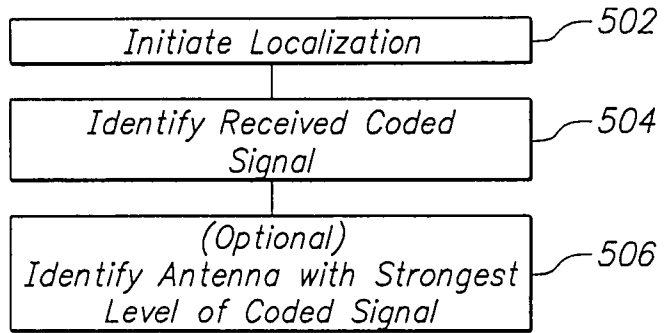 Initiate Localization
502
Identify Received Coded
Signal
504
(Optional)
Identify Antenna with Strongest
Level of Coded Signal
506